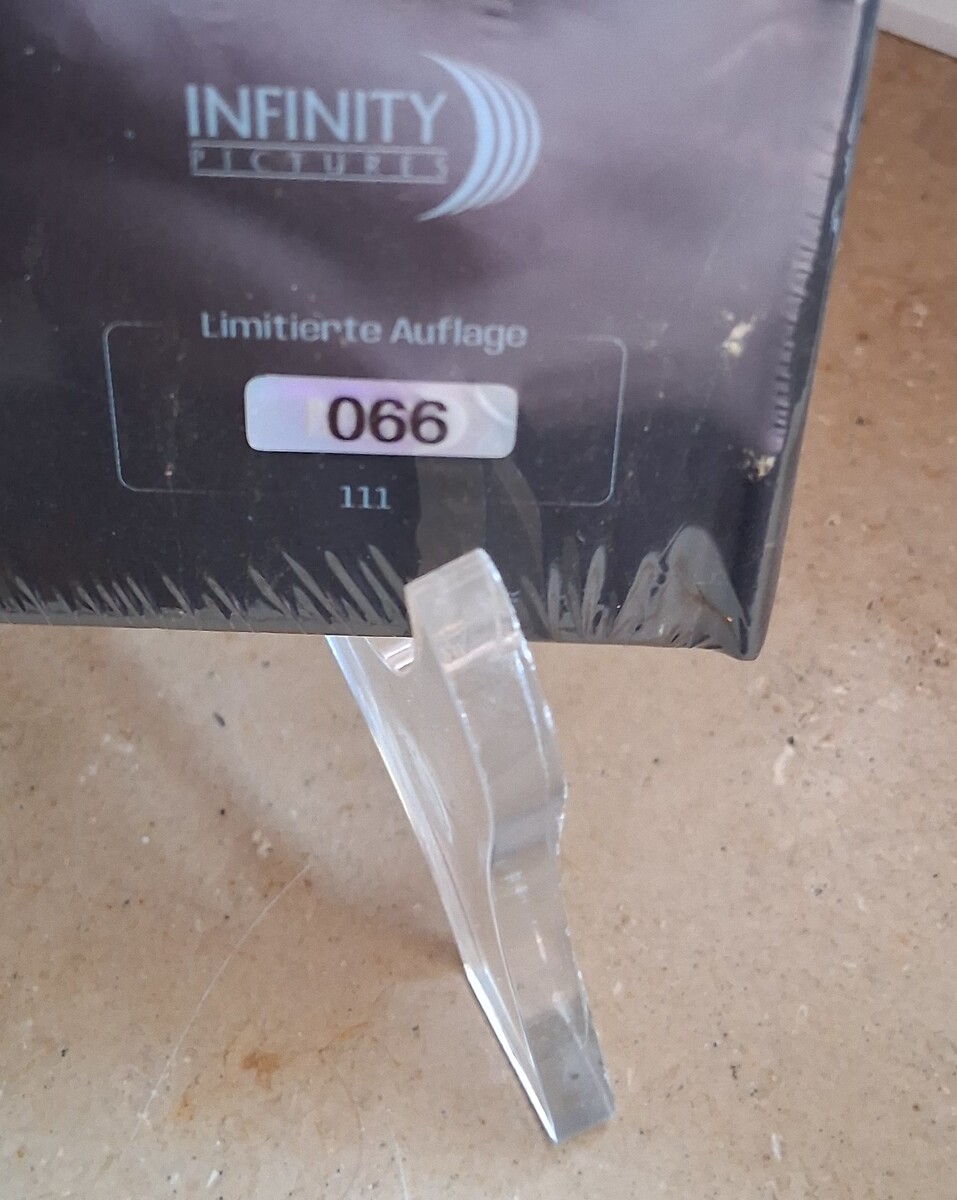 INFINITY
PICTURES
Limitierte Auflage
066
111